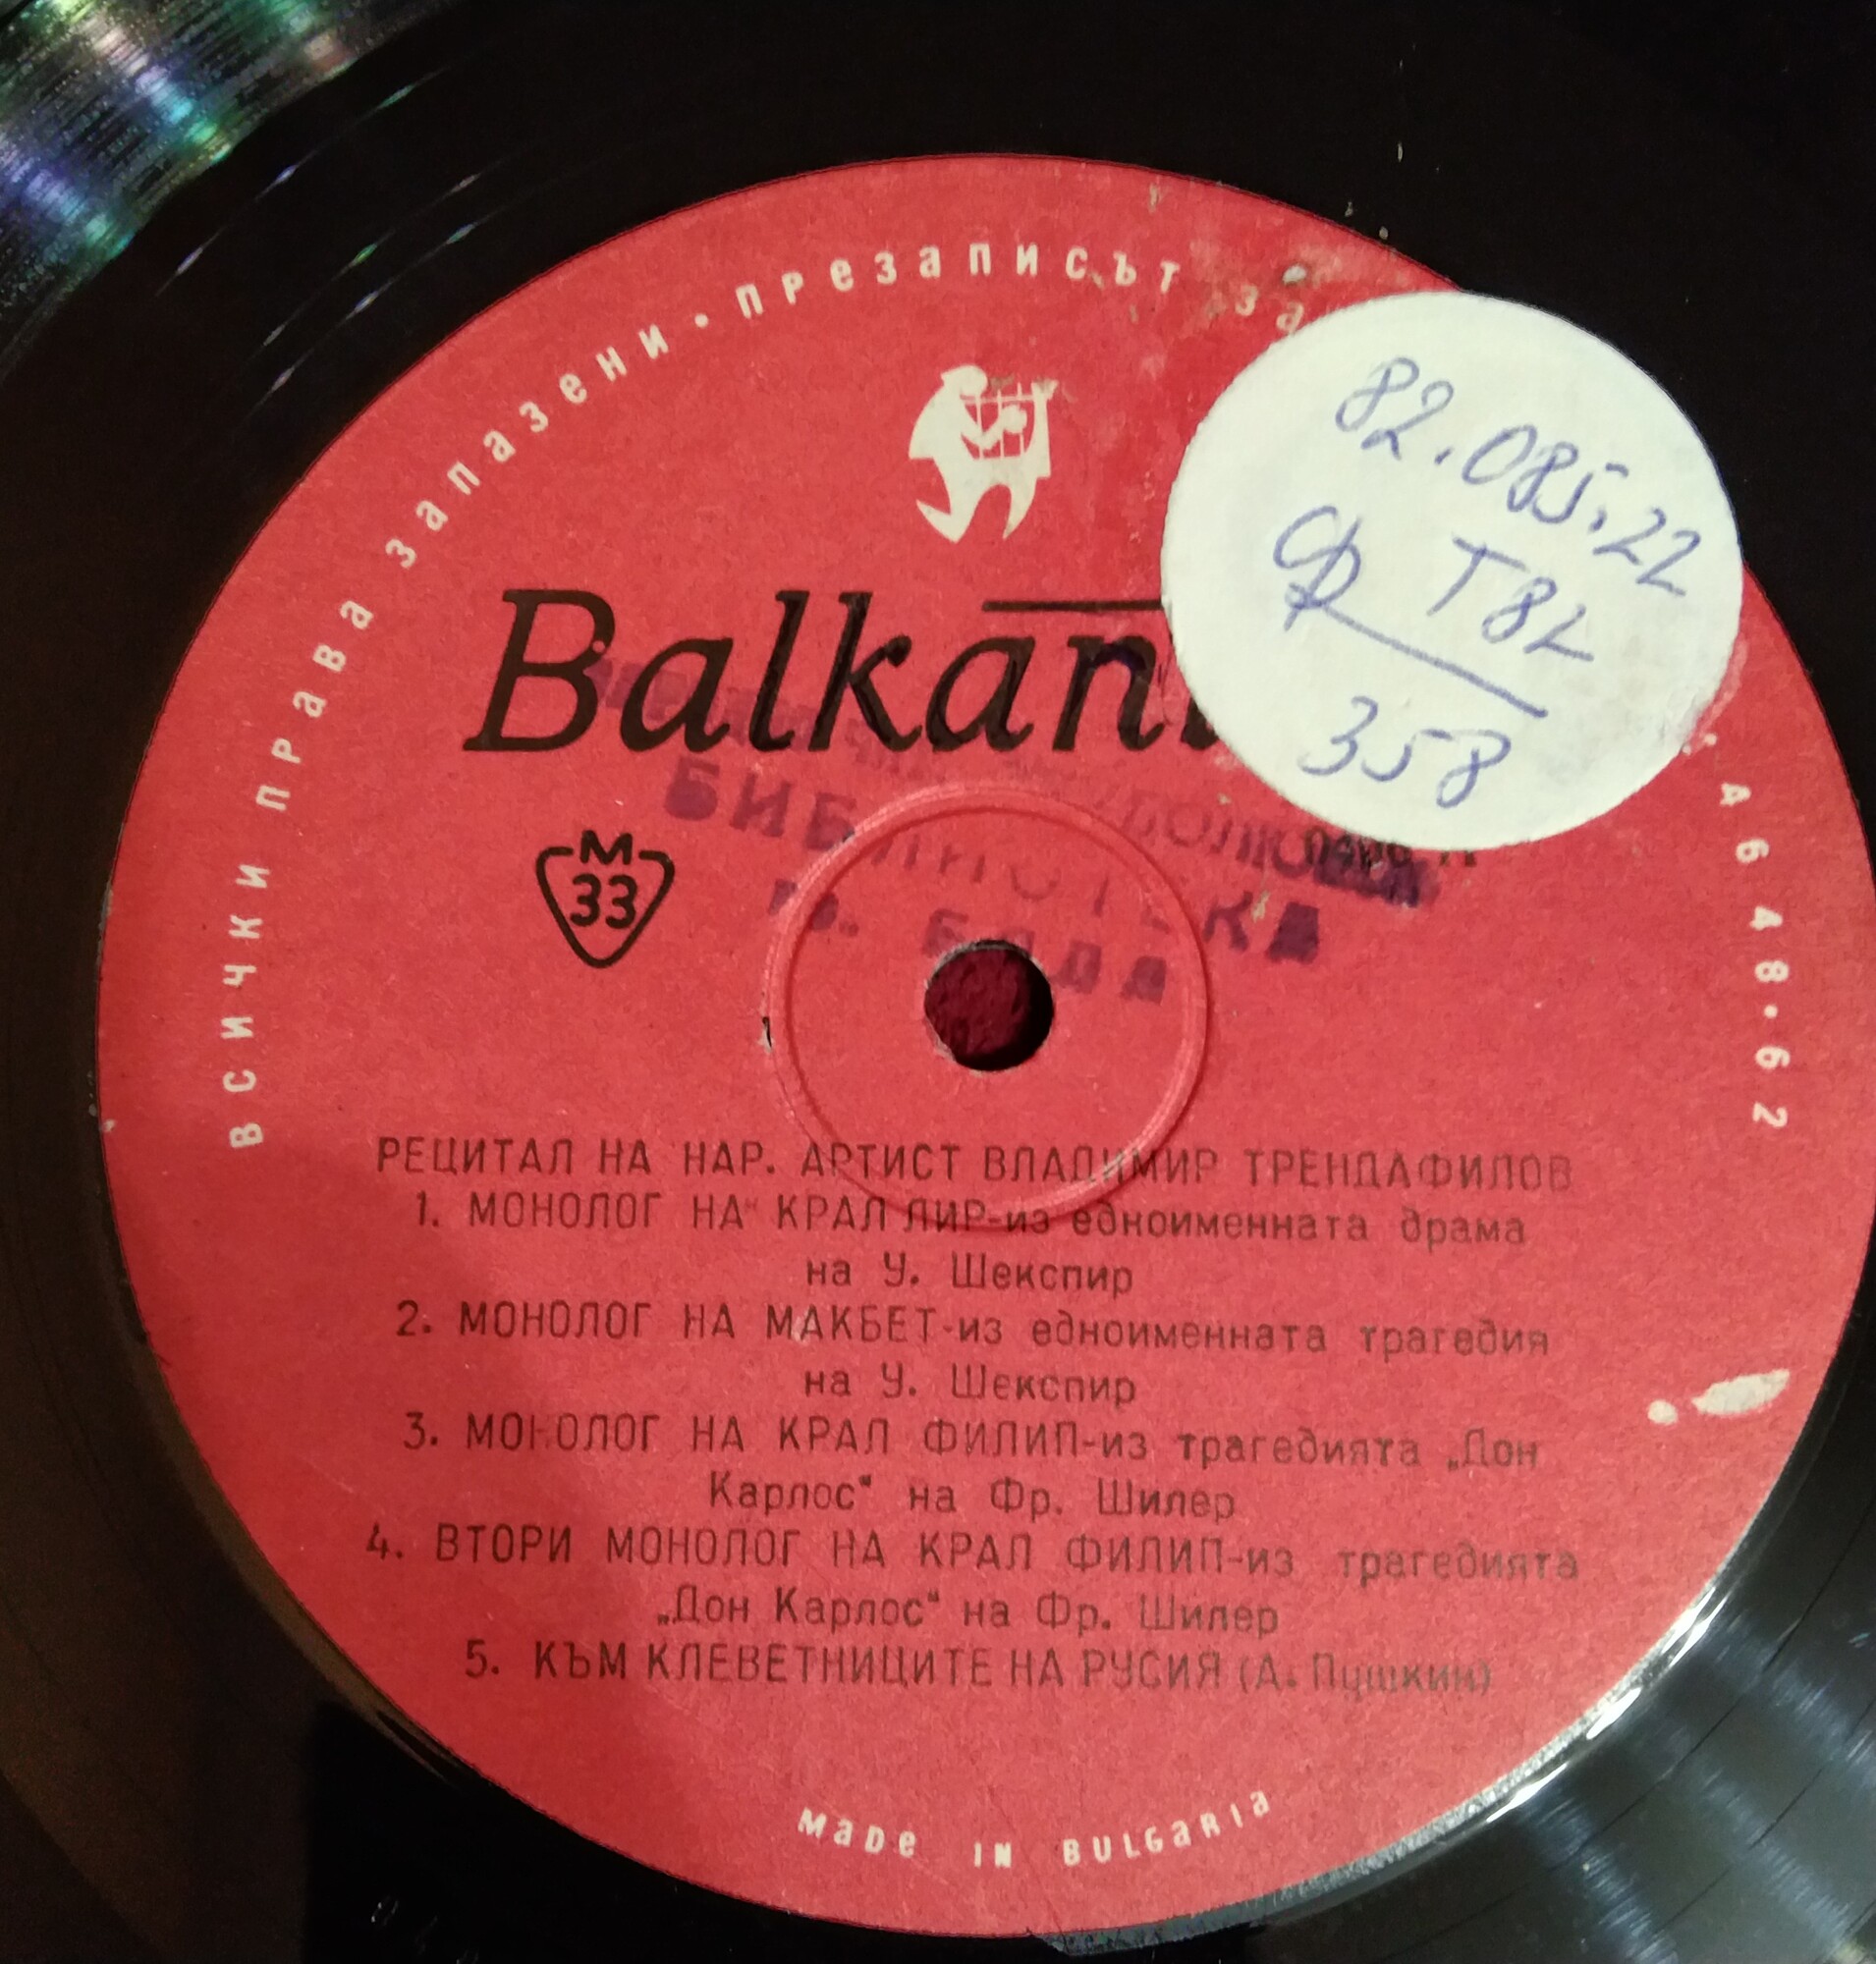 Всички права запазени • презаписът за
82.085.22
Ф Т82
358
Balkan
М
33
БИБЛИОТЕКА
А 648•62
РЕЦИТАЛ НА НАР. АРТИСТ ВЛАДИМИР ТРЕНДАФИЛОВ
1. МОНОЛОГ НА КРАЛ ЛИР-из едноименната драма
на У. Шекспир
2. МОНОЛОГ НА МАКБЕТ-из едноименната трагедия
на У. Шекспир
3. МОНОЛОГ НА КРАЛ ФИЛИП-из трагедията „Дон
Карлос“ на Фр. Шилер
4. ВТОРИ МОНОЛОГ НА КРАЛ ФИЛИП-из трагедията
„Дон Карлос“ на Фр. Шилер
5. КЪМ КЛЕВЕТНИЦИТЕ НА РУСИЯ (А. Пушкин)
MADE IN BULGARIA